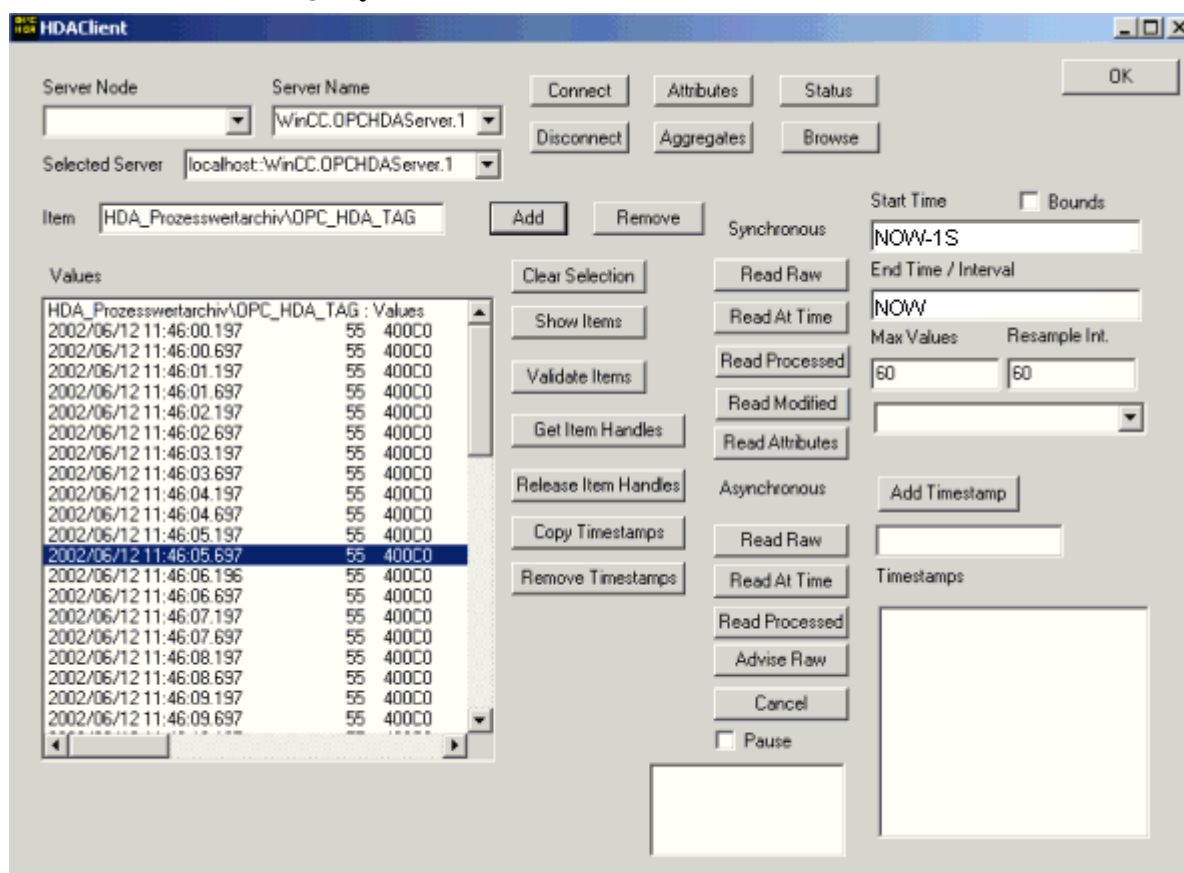 HDAClient
Server Node Server Name Connect Attributes Status OK
WinCC.OPCHDAServer.1
Disconnect Aggregates Browse
Selected Server localhost::WinCC.OPCHDAServer.1
Item HDA_Prozesswertarchiv\OPC_HDA_TAG Add Remove
Values
HDA_Prozesswertarchiv\OPC_HDA_TAG : Values
2002/06/12 11:46:00.197 55 400C0
2002/06/12 11:46:00.697 55 400C0
2002/06/12 11:46:01.197 55 400C0
2002/06/12 11:46:01.697 55 400C0
2002/06/12 11:46:02.197 55 400C0
2002/06/12 11:46:02.697 55 400C0
2002/06/12 11:46:03.197 55 400C0
2002/06/12 11:46:03.697 55 400C0
2002/06/12 11:46:04.197 55 400C0
2002/06/12 11:46:04.697 55 400C0
2002/06/12 11:46:05.197 55 400C0
2002/06/12 11:46:05.697 55 400C0
2002/06/12 11:46:06.196 55 400C0
2002/06/12 11:46:06.697 55 400C0
2002/06/12 11:46:07.197 55 400C0
2002/06/12 11:46:07.697 55 400C0
2002/06/12 11:46:08.197 55 400C0
2002/06/12 11:46:08.697 55 400C0
2002/06/12 11:46:09.197 55 400C0
2002/06/12 11:46:09.697 55 400C0
Clear Selection
Show Items
Validate Items
Get Item Handles
Release Item Handles
Copy Timestamps
Remove Timestamps
Synchronous
Read Raw
Read At Time
Read Processed
Read Modified
Read Attributes
Asynchronous
Read Raw
Read At Time
Read Processed
Advise Raw
Cancel
Pause
Start Time Bounds
NOW-1S
End Time / Interval
NOW
Max Values Resample Int.
60 60
Add Timestamp
Timestamps